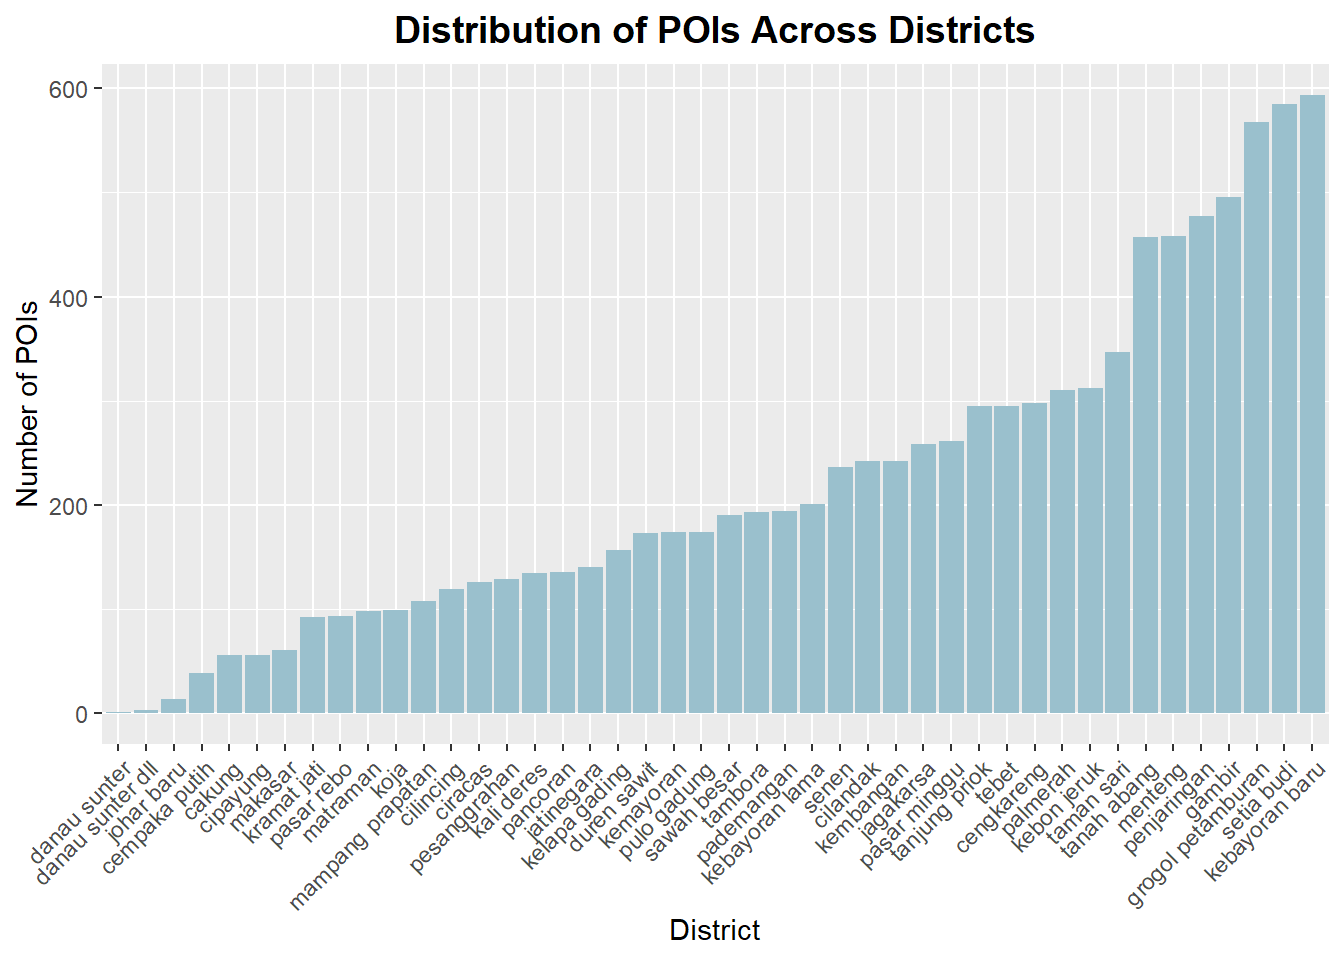 Distribution of POIs Across Districts
Number of POIs
600
400
200
0
danau sunter
danau sunter dll
johar baru
cempaka putih
cakung
cipayung
makasar
kramat jati
pasar rebo
matraman
koja
mampang prapatan
cilincing
ciracas
pesanggrahan
kali deres
pancoran
jatinegara
kelapa gading
duren sawit
kemayoran
pulo gadung
sawah besar
tambora
pademangan
kebayoran lama
senen
cilandak
kembangan
jagakarsa
pasar minggu
tanjung priok
tebet
cengkareng
palmerah
kebon jeruk
taman sari
tanah abang
menteng
penjaringan
gambir
grogol petamburan
setia budi
kebayoran baru
District